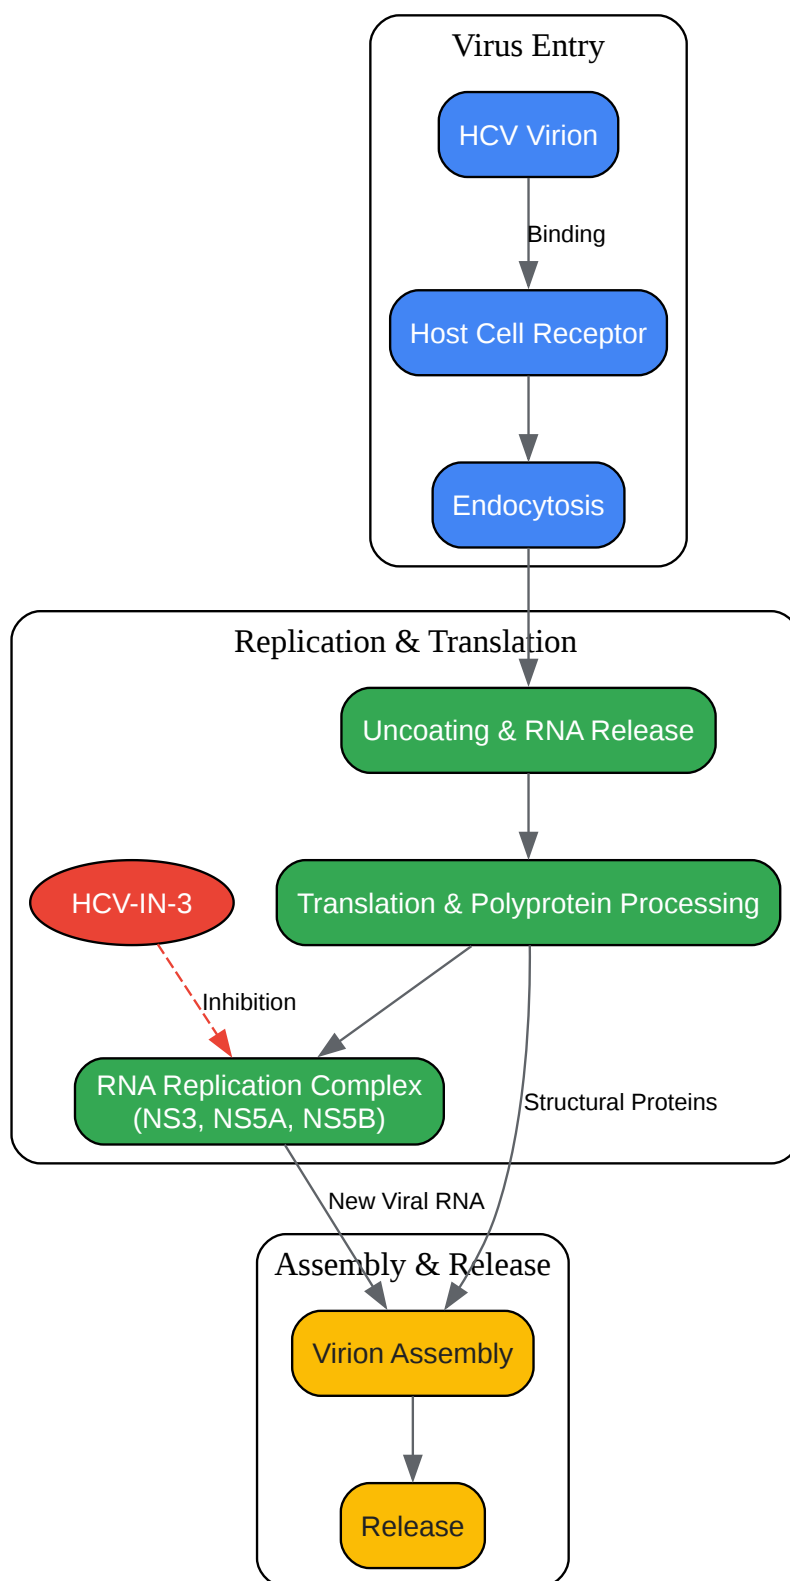 Virus Entry
HCV Virion
Binding
Host Cell Receptor
Endocytosis
Replication & Translation
Uncoating & RNA Release
HCV-IN-3
Translation & Polyprotein Processing
Inhibition
RNA Replication Complex
(NS3, NS5A, NS5B)
Structural Proteins
New Viral RNA
Assembly & Release
Virion Assembly
Release